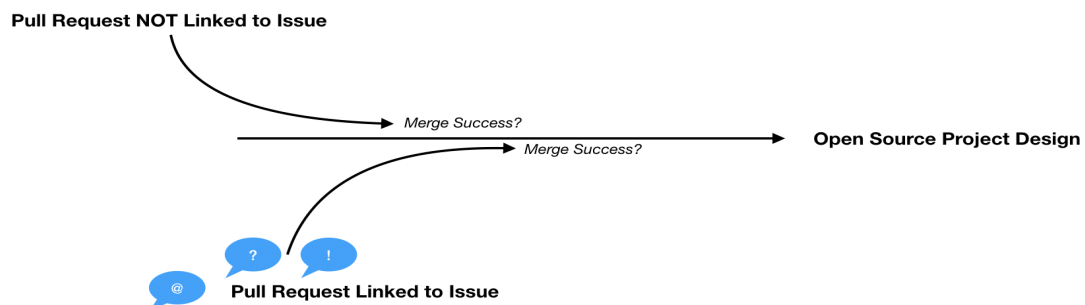 Pull Request NOT Linked to Issue
Merge Success?
Open Source Project Design
Merge Success?
? !
@
Pull Request Linked to Issue